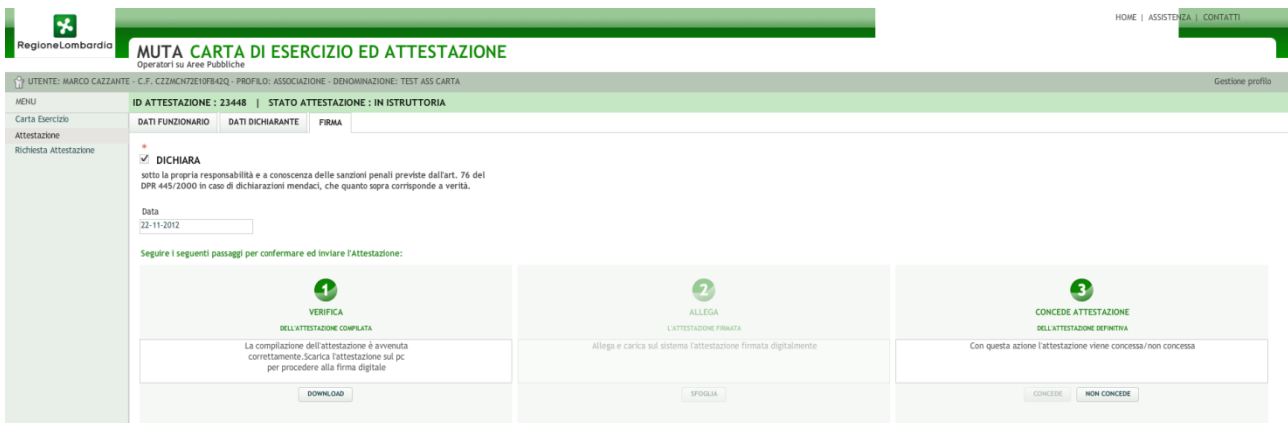 HOME | ASSISTENZA | CONTATTI
RegioneLombardia
MUTA CARTA DI ESERCIZIO ED ATTESTAZIONE
Operatori su Aree Pubbliche
UTENTE: MARCO CAZZANTE - C.F. CZZMCN72E10F842Q - PROFILO: ASSOCIAZIONE - DENOMINAZIONE: TEST ASS CARTA Gestione profilo
MENU
ID ATTESTAZIONE : 23448 | STATO ATTESTAZIONE : IN ISTRUTTORIA
Carta Esercizio
Attestazione
Richiesta Attestazione
DATI FUNZIONARIO DATI DICHIARANTE FIRMA
*
DICHIARA
sotto la propria responsabilità e a conoscenza delle sanzioni penali previste dall'art. 76 del
DPR 445/2000 in caso di dichiarazioni mendaci, che quanto sopra corrisponde a verità.
Data
22-11-2012
Seguire i seguenti passaggi per confermare ed inviare l'Attestazione:
1
VERIFICA
DELL'ATTESTAZIONE COMPILATA
La compilazione dell'attestazione è avvenuta
correttamente.Scarica l'attestazione sul pc
per procedere alla firma digitale
DOWNLOAD
2
ALLEGA
L'ATTESTAZIONE FIRMATA
Allega e carica sul sistema l'attestazione firmata digitalmente
SFOGLIA
3
CONCEDE ATTESTAZIONE
DELL'ATTESTAZIONE DEFINITIVA
Con questa azione l'attestazione viene concessa/non concessa
CONCEDE NON CONCEDE